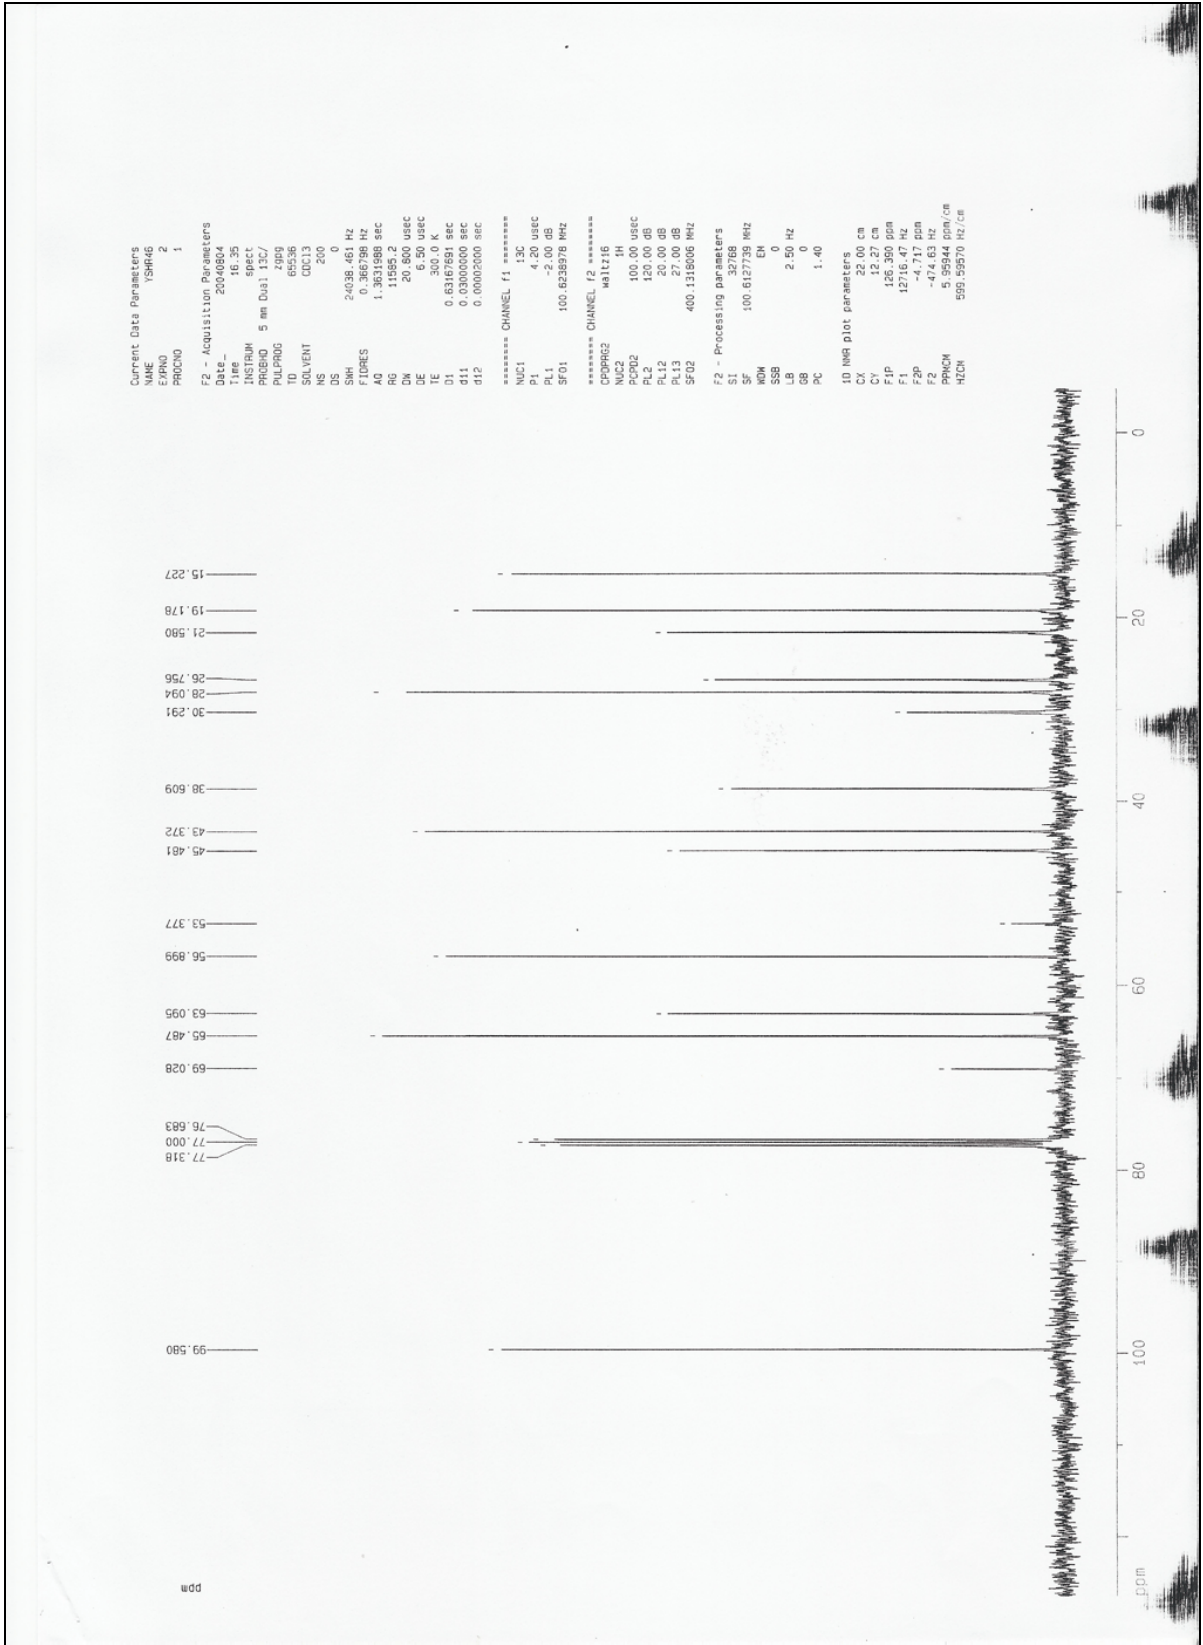 Current Data Parameters
NAME YSHR46
EXPNO 2
PROCNO 1
F2 - Acquisition Parameters
Date_ 20040804
Time 16.35
INSTRUM spect
PROBHD 5 mm Dual 13C/
PULPROG zgpg
TD 65536
SOLVENT CDCl3
NS 200
DS 0
SWH 24038.461 Hz
FIDRES 0.366798 Hz
AQ 1.3631988 sec
RG 11585.2
DW 20.800 usec
DE 6.50 usec
TE 300.0 K
D1 0.63167691 sec
d11 0.03000000 sec
d12 0.00002000 sec
======== CHANNEL f1 ========
NUC1 13C
P1 4.20 usec
PL1 -2.00 dB
SFO1 100.6238978 MHz
======== CHANNEL f2 ========
CPDPRG2 waltz16
NUC2 1H
PCPD2 100.00 usec
PL2 120.00 dB
PL12 20.00 dB
PL13 27.00 dB
SFO2 400.1318006 MHz
F2 - Processing parameters
SI 32768
SF 100.6127739 MHz
WDW EM
SSB 0
LB 2.50 Hz
GB 0
PC 1.40
1D NMR plot parameters
CX 22.00 cm
CY 12.27 cm
F1P 126.390 ppm
F1 12716.47 Hz
F2P -4.717 ppm
F2 -474.63 Hz
PPMCM 5.95944 ppm/cm
HZCM 599.59570 Hz/cm
ppm
99.580
77.318
77.000
76.683
69.028
65.487
63.095
56.899
53.377
45.481
43.372
38.609
30.291
28.094
26.756
21.580
19.178
15.227
ppm
100
80
60
40
20
0